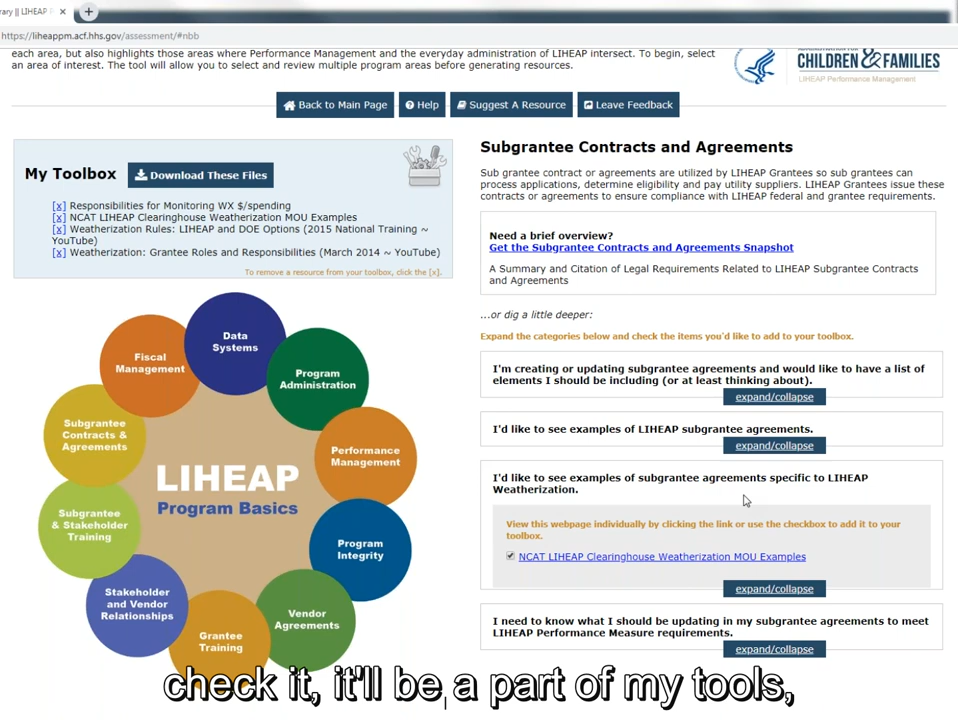 rary || LIHEAP P
https://liheappm.acf.hhs.gov/assessment/#nbb
each area, but also highlights those areas where Performance Management and the everyday administration of LIHEAP intersect. To begin, select
an area of interest. The tool will allow you to select and review multiple program areas before generating resources.
CHILDREN & FAMILIES
LIHEAP Performance Management
Back to Main Page
Help
Suggest A Resource
Leave Feedback
My Toolbox
Download These Files
[x] Responsibilities for Monitoring WX $/spending
[x] NCAT LIHEAP Clearinghouse Weatherization MOU Examples
[x] Weatherization Rules: LIHEAP and DOE Options (2015 National Training ~
YouTube)
[x] Weatherization: Grantee Roles and Responsibilities (March 2014 ~ YouTube)
To remove a resource from your toolbox, click the [x].
Data
Systems
Program
Administration
Performance
Management
Program
Integrity
Vendor
Agreements
Grantee
Training
Stakeholder
and Vendor
Relationships
Subgrantee
& Stakeholder
Training
Subgrantee
Contracts &
Agreements
Fiscal
Management
LIHEAP
Program Basics
Subgrantee Contracts and Agreements
Sub grantee contract or agreements are utilized by LIHEAP Grantees so sub grantees can
process applications, determine eligibility and pay utility suppliers. LIHEAP Grantees issue these
contracts or agreements to ensure compliance with LIHEAP federal and grantee requirements.
Need a brief overview?
Get the Subgrantee Contracts and Agreements Snapshot
A Summary and Citation of Legal Requirements Related to LIHEAP Subgrantee Contracts
and Agreements
...or dig a little deeper:
Expand the categories below and check the items you'd like to add to your toolbox.
I'm creating or updating subgrantee agreements and would like to have a list of
elements I should be including (or at least thinking about).
expand/collapse
I'd like to see examples of LIHEAP subgrantee agreements.
expand/collapse
I'd like to see examples of subgrantee agreements specific to LIHEAP
Weatherization.
View this webpage individually by clicking the link or use the checkbox to add it to your
toolbox.
NCAT LIHEAP Clearinghouse Weatherization MOU Examples
expand/collapse
I need to know what I should be updating in my subgrantee agreements to meet
LIHEAP Performance Measure requirements.
expand/collapse
check it, it'll be a part of my tools,